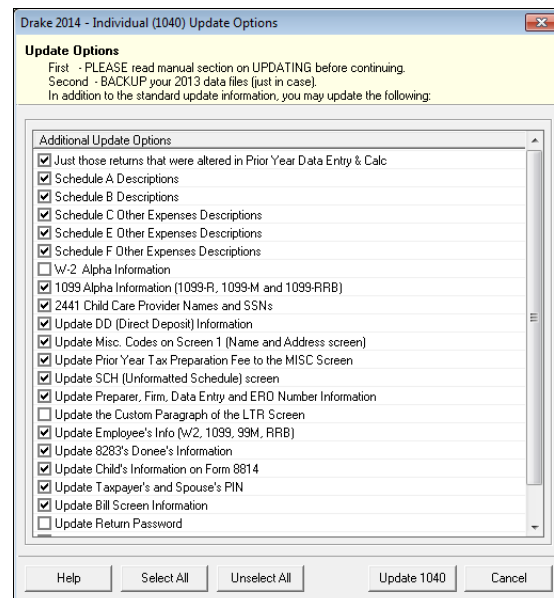 Drake 2014 - Individual (1040) Update Options
Update Options
First - PLEASE read manual section on UPDATING before continuing.
Second - BACKUP your 2013 data files (just in case).
In addition to the standard update information, you may update the following:
Additional Update Options
Just those returns that were altered in Prior Year Data Entry & Calc
Schedule A Descriptions
Schedule B Descriptions
Schedule C Other Expenses Descriptions
Schedule E Other Expenses Descriptions
Schedule F Other Expenses Descriptions
W-2 Alpha Information
1099 Alpha Information (1099-R, 1099-M and 1099-RRB)
2441 Child Care Provider Names and SSNs
Update DD (Direct Deposit) Information
Update Misc. Codes on Screen 1 (Name and Address screen)
Update Prior Year Tax Preparation Fee to the MISC Screen
Update SCH (Unformatted Schedule) screen
Update Preparer, Firm, Data Entry and ERO Number Information
Update the Custom Paragraph of the LTR Screen
Update Employee's Info (W2, 1099, 99M, RRB)
Update 8283's Donee's Information
Update Child's Information on Form 8814
Update Taxpayer's and Spouse's PIN
Update Bill Screen Information
Update Return Password
Help Select All Unselect All Update 1040 Cancel